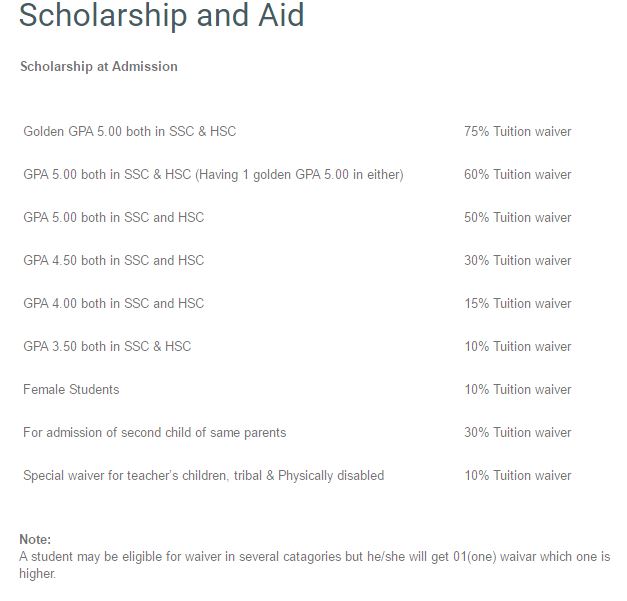 Scholarship and Aid
Scholarship at Admission
Golden GPA 5.00 both in SSC & HSC 75% Tuition waiver
GPA 5.00 both in SSC & HSC (Having 1 golden GPA 5.00 in either) 60% Tuition waiver
GPA 5.00 both in SSC and HSC 50% Tuition waiver
GPA 4.50 both in SSC and HSC 30% Tuition waiver
GPA 4.00 both in SSC and HSC 15% Tuition waiver
GPA 3.50 both in SSC & HSC 10% Tuition waiver
Female Students 10% Tuition waiver
For admission of second child of same parents 30% Tuition waiver
Special waiver for teacher’s children, tribal & Physically disabled 10% Tuition waiver
Note:
A student may be eligible for waiver in several catagories but he/she will get 01(one) waivar which one is
higher.